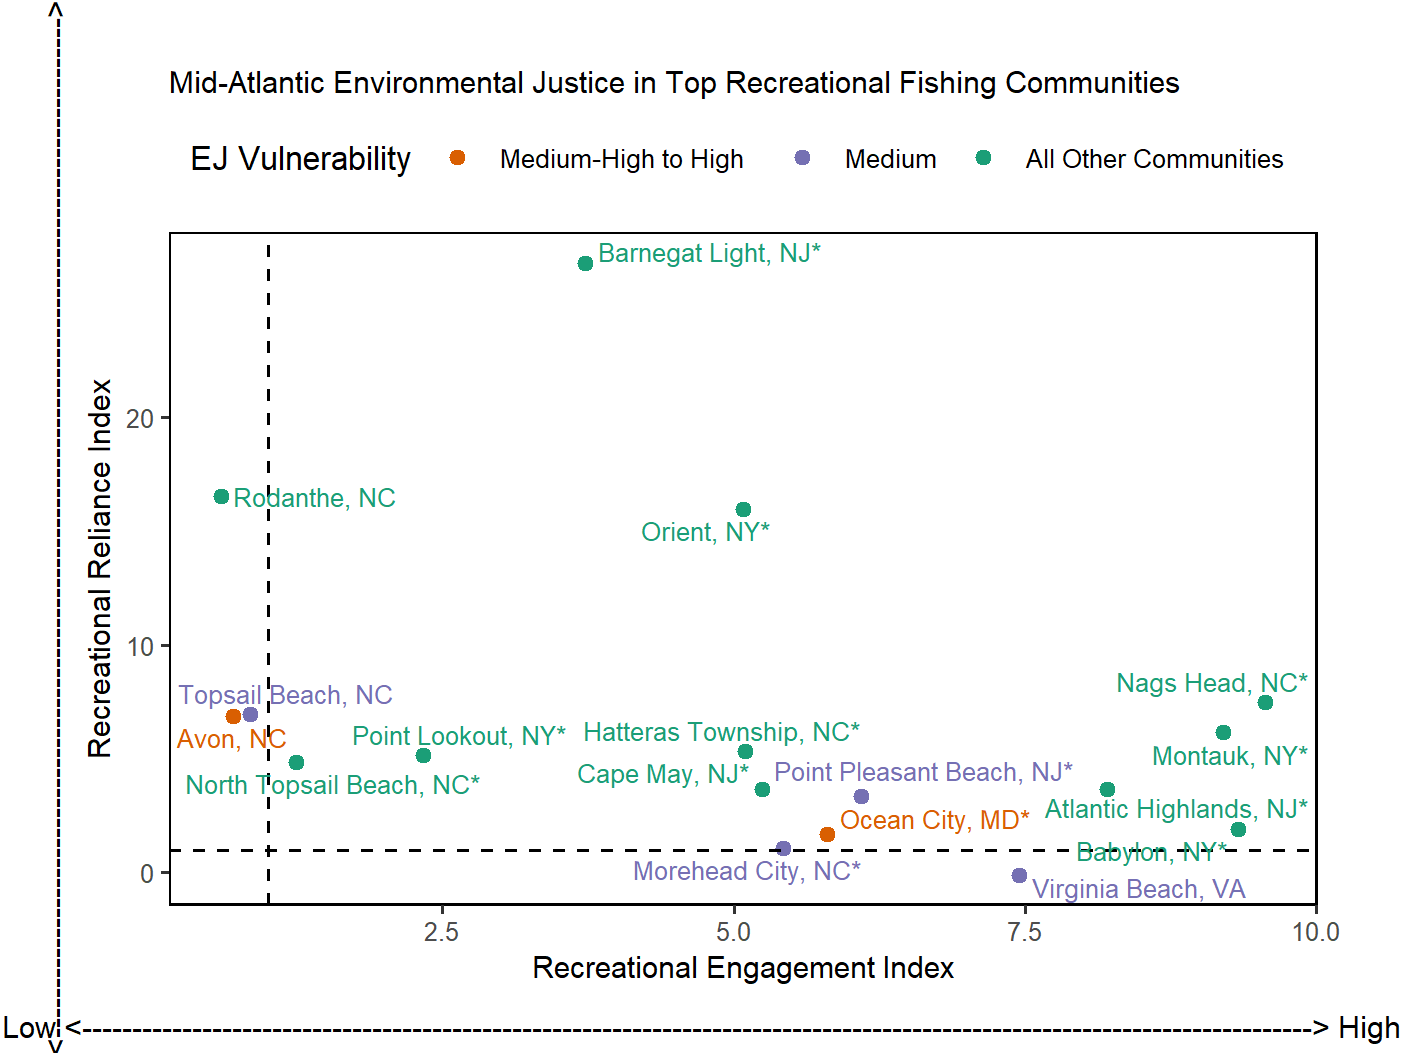 Mid-Atlantic Environmental Justice in Top Recreational Fishing Communities
EJ Vulnerability Medium-High to High Medium All Other Communities
Barnegat Light, NJ*
20
Rodanthe, NC
Orient, NY*
Recreational Reliance Index
10
Nags Head, NC*
Topsail Beach, NC
Avon, NC
Point Lookout, NY*
Hatteras Township, NC*
Montauk, NY*
Cape May, NJ*
Point Pleasant Beach, NJ*
North Topsail Beach, NC*
Atlantic Highlands, NJ*
Ocean City, MD*
Babylon, NY*
Morehead City, NC*
0
Virginia Beach, VA
2.5 5.0 7.5 10.0
Recreational Engagement Index
Low <------------------------------------------------------------------------------------------------------------------------------> High